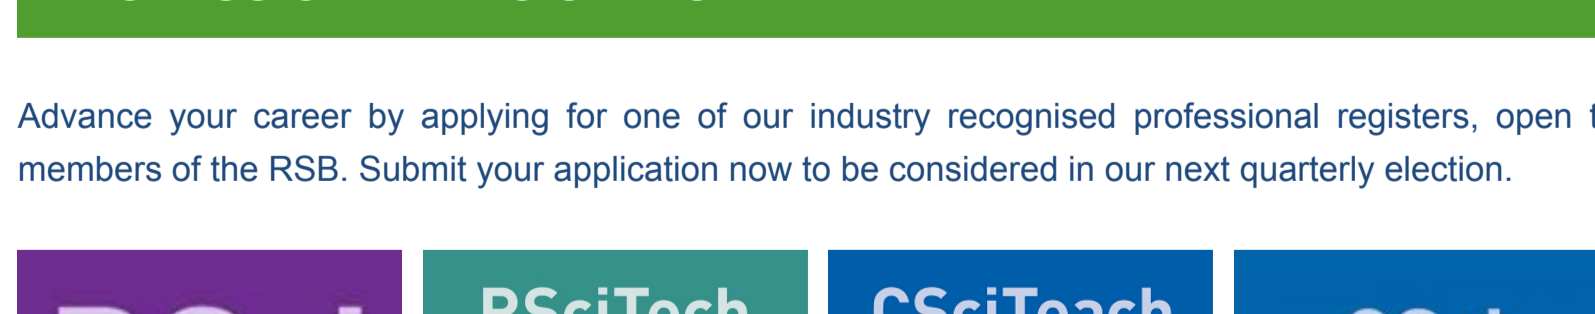 Advance your career by applying for one of our industry recognised professional registers, open
members of the RSB. Submit your application now to be considered in our next quarterly election.
RSciTech CSciTeach